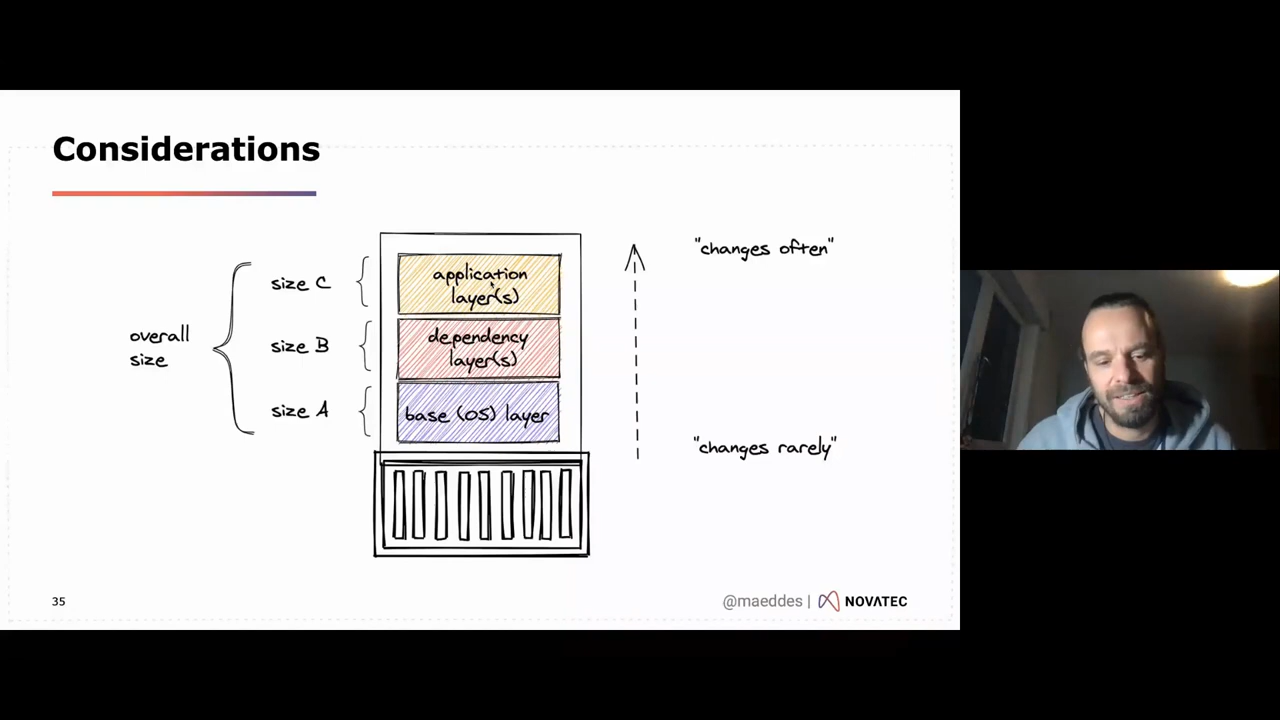 Considerations
"changes often"
application
layer(s)
size C
dependency
layer(s)
size B
overall
size
size A
base (OS) layer
"changes rarely"
35
@maeddes |
NOVATEC